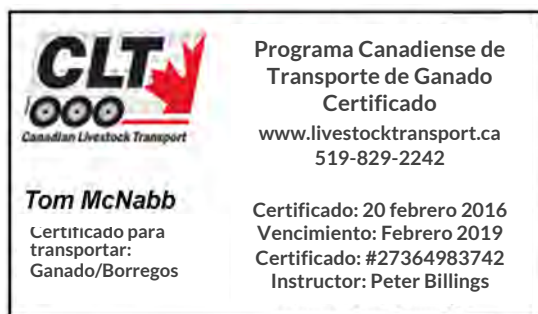 CLT
Canadian Livestock Transport
Tom McNabb
Certificado para
transportar:
Ganado/Borregos
Programa Canadiense de
Transporte de Ganado
Certificado
www.livestocktransport.ca
519-829-2242
Certificado: 20 febrero 2016
Vencimiento: Febrero 2019
Certificado: #27364983742
Instructor: Peter Billings